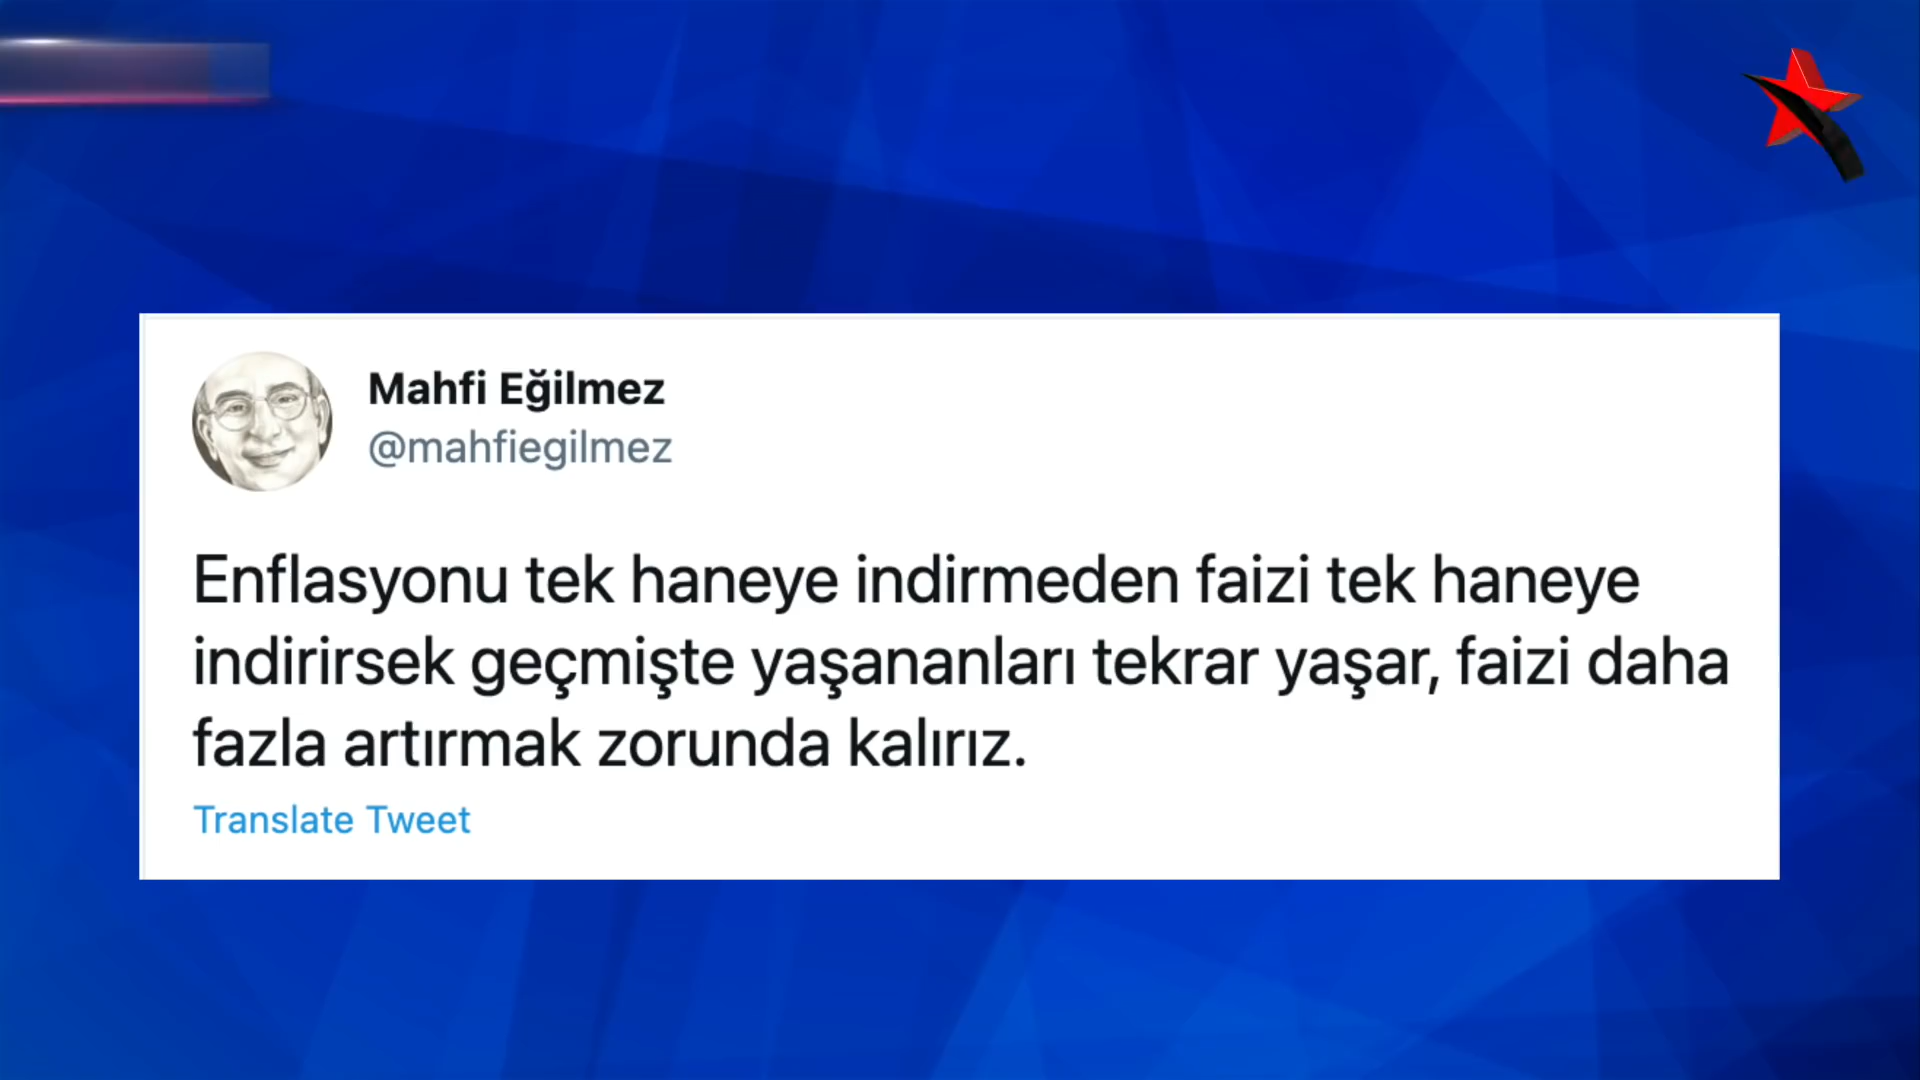 Mahfi Eğilmez
@mahfiegilmez
Enflasyonu tek haneye indirmeden faizi tek haneye
indirirsek geçmişte yaşananları tekrar yaşar, faizi daha
fazla artırmak zorunda kalırız.
Translate Tweet